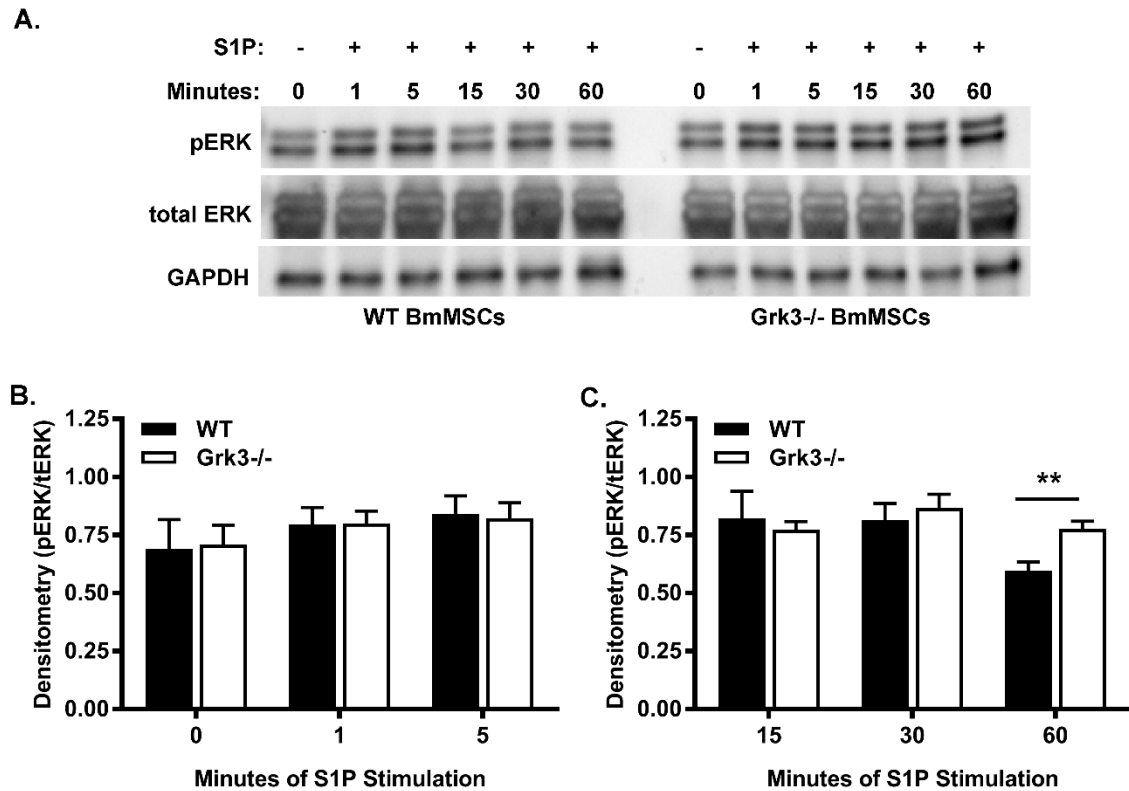 A.
S1P: - + + + + + - + + + + +
Minutes: 0 1 5 15 30 60 0 1 5 15 30 60
pERK
total ERK
GAPDH
WT BmMSCs Grk3-/- BmMSCs
B.
Densitometry (pERK/tERK)
1.25
1.00
0.75
0.50
0.25
0.00
WT
Grk3-/-
0 1 5
Minutes of S1P Stimulation
C.
Densitometry (pERK/tERK)
1.25
1.00
0.75
0.50
0.25
0.00
WT
Grk3-/-
**
15 30 60
Minutes of S1P Stimulation